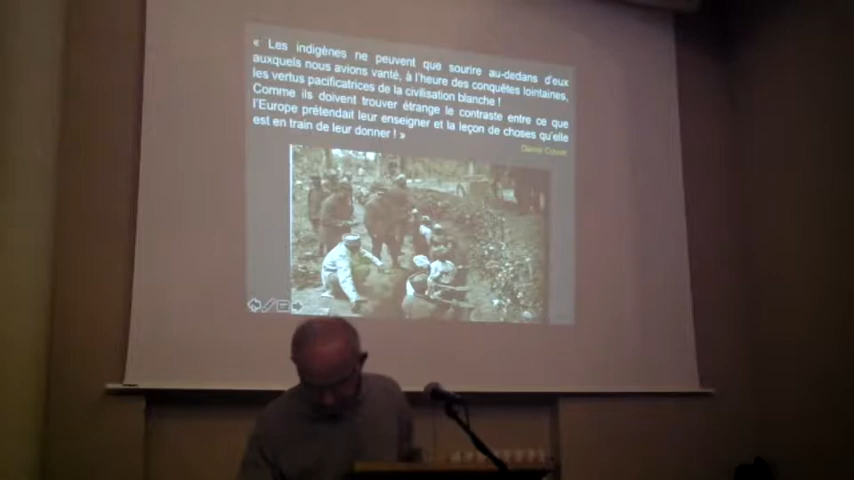 « Les indigènes ne peuvent que sourire au-dedans d'eux
auxquels nous avions vanté, à l'heure des conquêtes lointaines,
les vertus pacificatrices de la civilisation blanche !
Comme ils doivent trouver étrange le contraste entre ce que
l'Europe prétendait leur enseigner et la leçon de choses qu'elle
est en train de leur donner ! »
Daniel